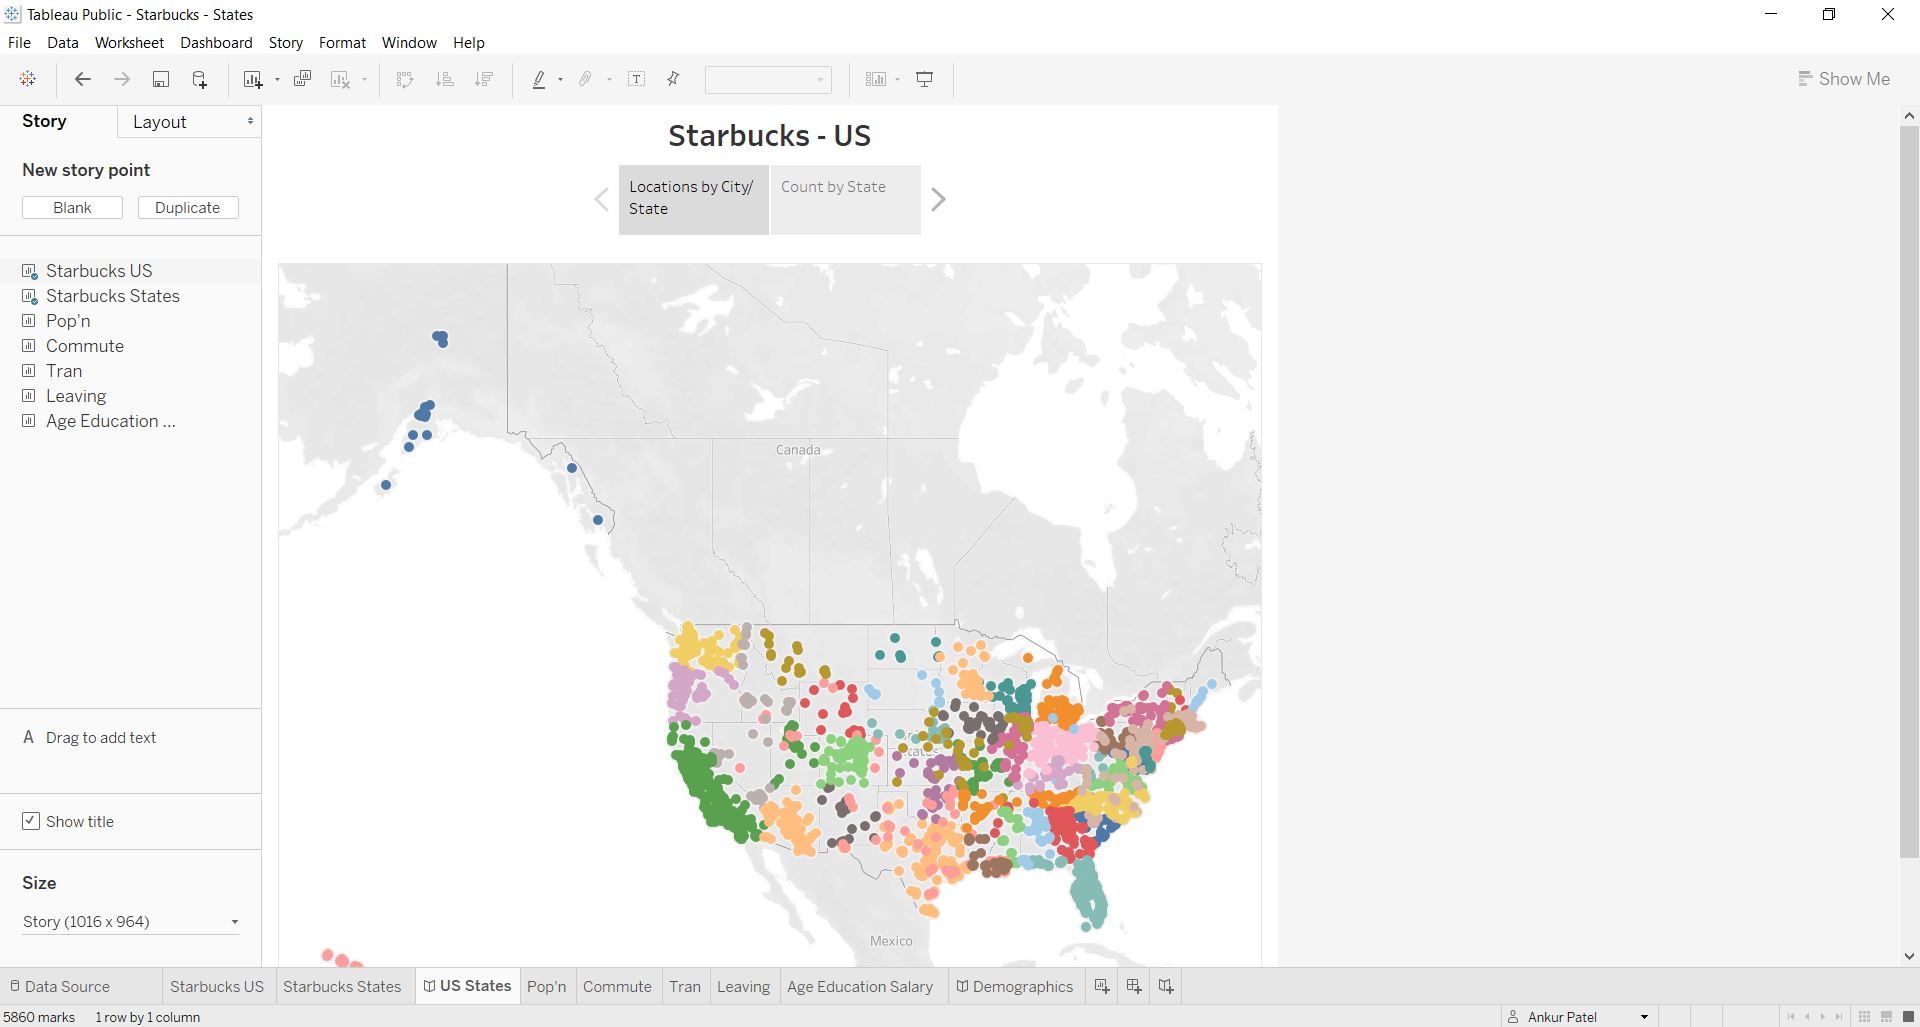 Tableau Public - Starbucks - States
File Data Worksheet Dashboard Story Format Window Help
Show Me
Story Layout
New story point
Blank Duplicate
Starbucks US
Starbucks States
Pop'n
Commute
Tran
Leaving
Age Education ...
A Drag to add text
Show title
Size
Story (1016 x 964)
Starbucks - US
Locations by City/
State
Count by State
Canada
States
Mexico
Data Source Starbucks US Starbucks States US States Pop'n Commute Tran Leaving Age Education Salary Demographics
5860 marks 1 row by 1 column Ankur Patel